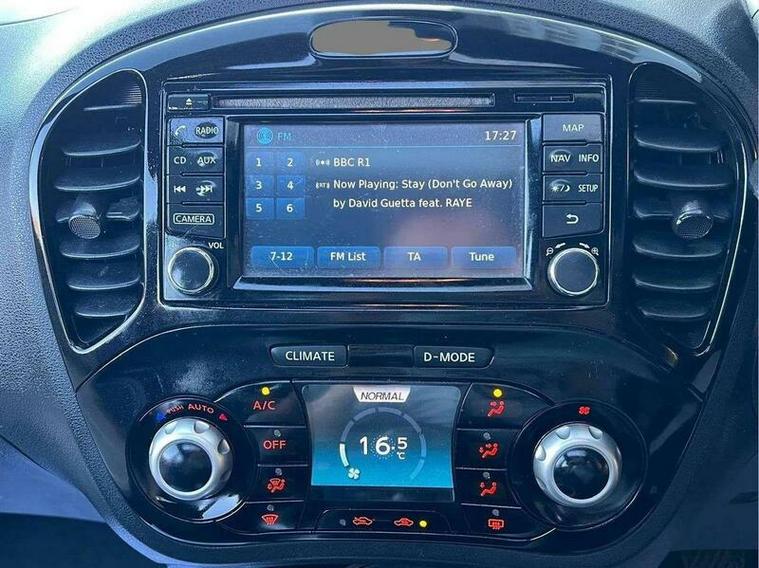 FM 17:27 MAP
RADIO
CD AUX
1 2 BBC R1
NAV INFO
3 4 Now Playing: Stay (Don't Go Away)
by David Guetta feat. RAYE
SETUP
5 6
CAMERA
VOL
7-12 FM List TA Tune
CLIMATE D-MODE
NORMAL
A/C
PUSH AUTO
OFF
16.5°C